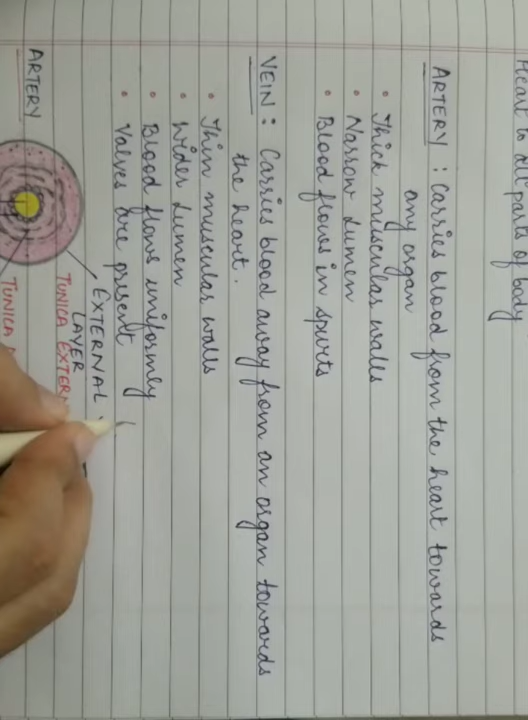 Heart to all parts of body
ARTERY : Carries blood from the heart towards
any organ
• Thick muscular walls
• Narrow Lumen
• Blood flows in spurts
VEIN : Carries blood away from an organ towards
the heart.
• Thin muscular walls
• Wider Lumen
• Blood flows uniformly
• Valves are present
ARTERY
EXTERNAL
LAYER
TUNICA EXTER
TUNICA